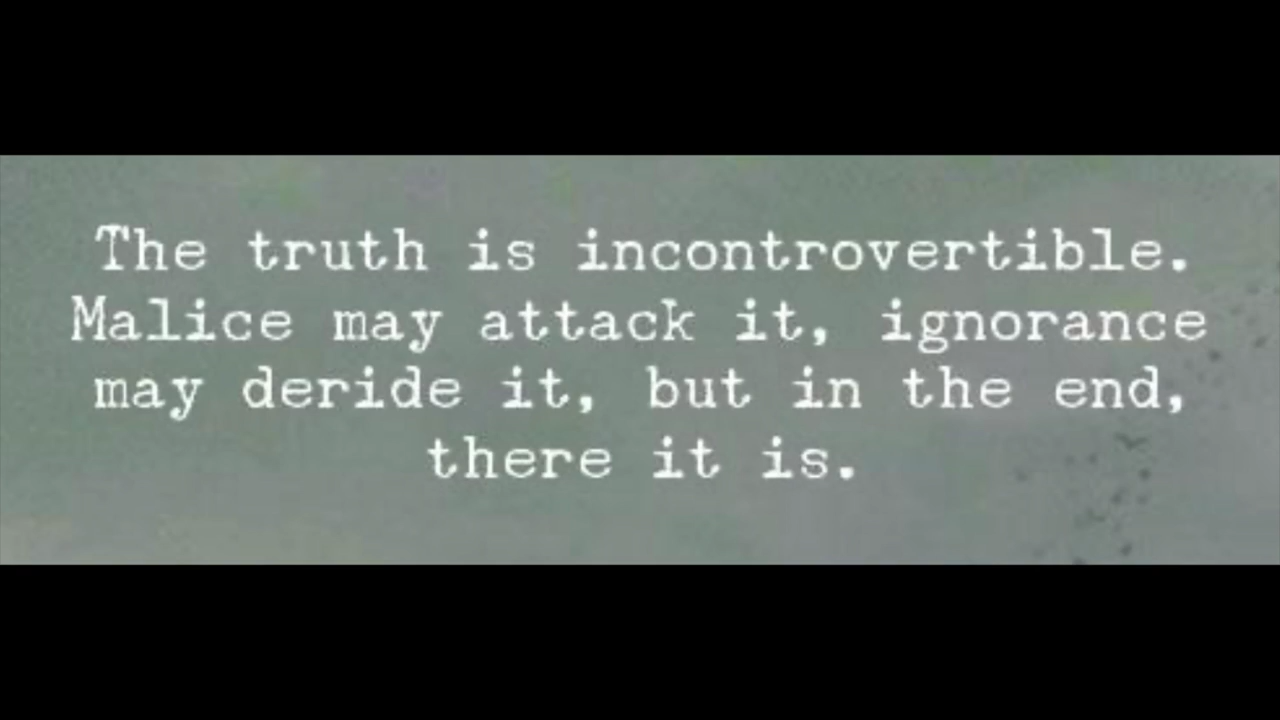 The truth is incontrovertible.
Malice may attack it, ignorance
may deride it, but in the end,
there it is.